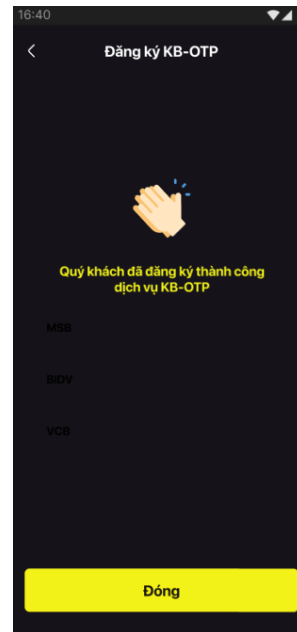 16:40
Đăng ký KB-OTP
Quý khách đã đăng ký thành công
dịch vụ KB-OTP
MSB
BIDV
VCB
Đóng